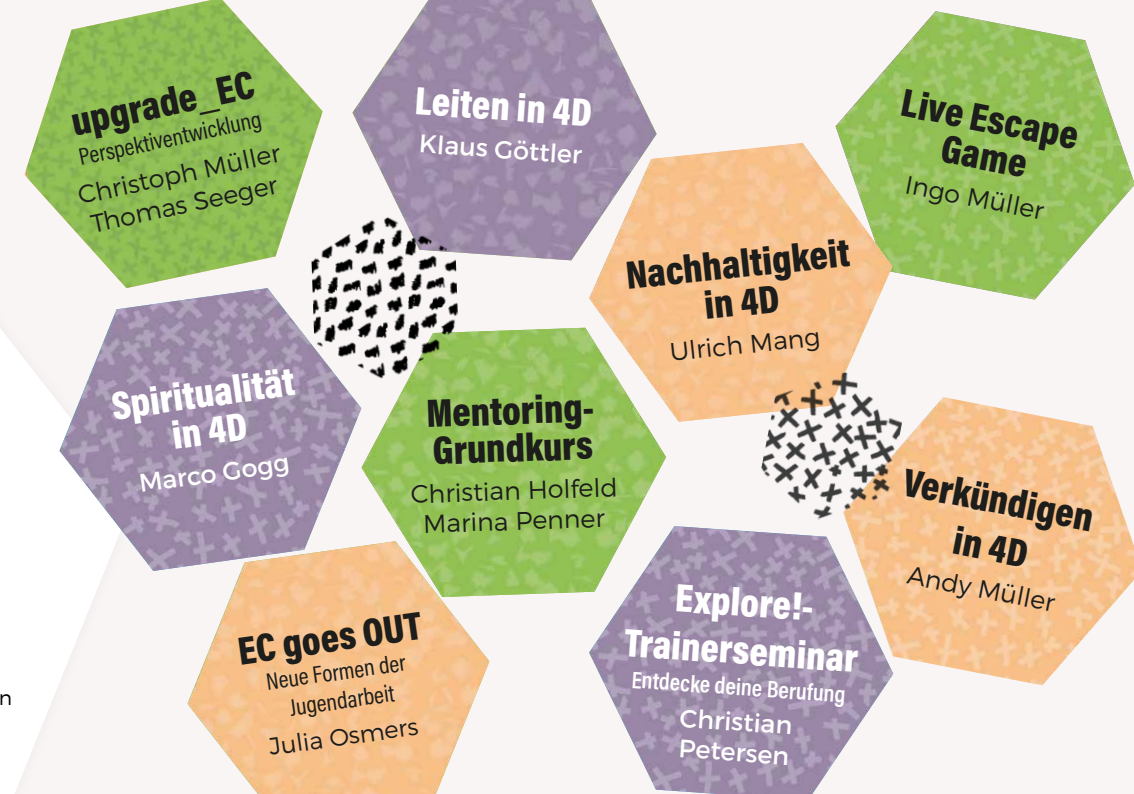 upgrade_EC
Perspektiventwicklung
Christoph Müller
Thomas Seeger
Leiten in 4D
Klaus Göttler
Live Escape
Game
Ingo Müller
Nachhaltigkeit
in 4D
Ulrich Mang
Spiritualität
in 4D
Marco Gogg
Mentoring-
Grundkurs
Christian Holfeld
Marina Penner
Verkündigen
in 4D
Andy Müller
EC goes OUT
Neue Formen der
Jugendarbeit
Julia Osmers
Explore!-
Trainerseminar
Entdecke deine Berufung
Christian
Petersen
n